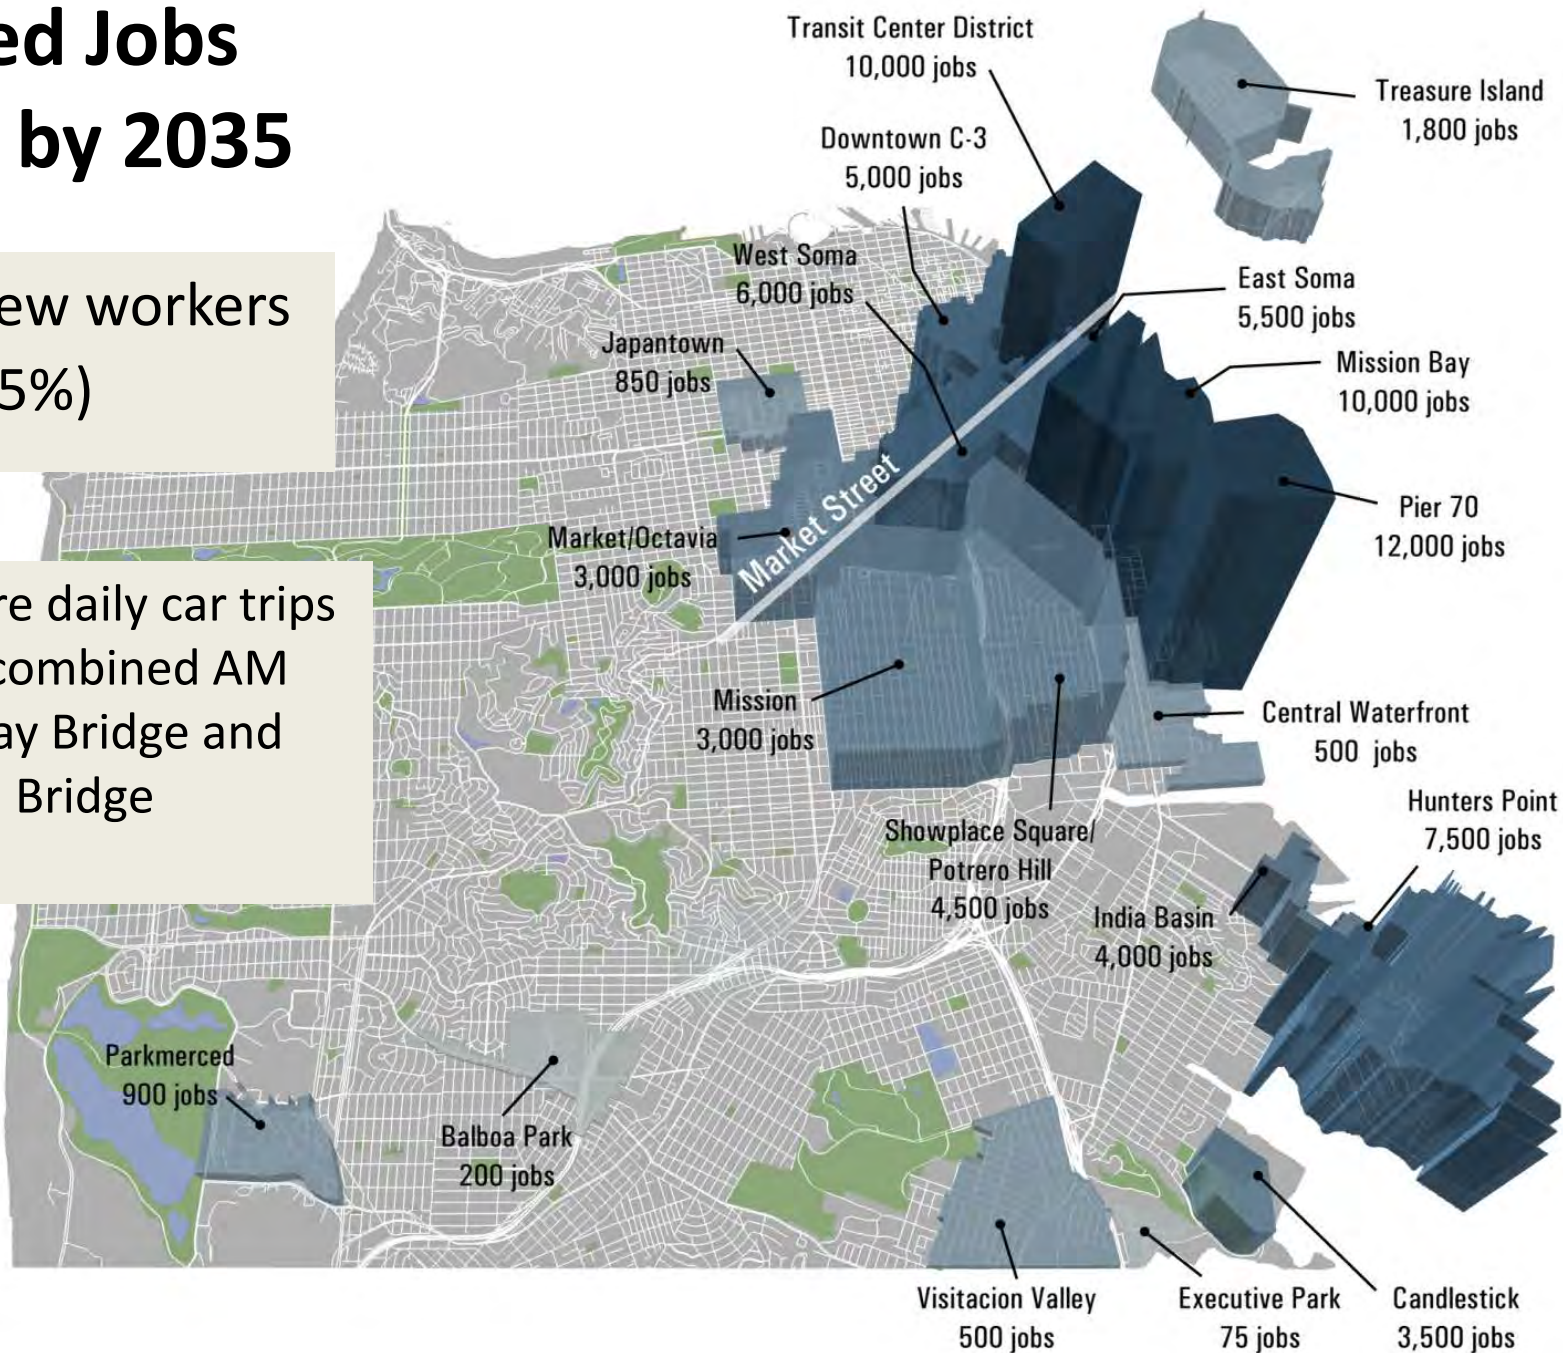 ed Jobs
by 2035
ew workers
5%)
re daily car trips
combined AM
ay Bridge and
Bridge
Transit Center District
10,000 jobs
Treasure Island
1,800 jobs
Downtown C-3
5,000 jobs
West Soma
6,000 jobs
East Soma
5,500 jobs
Japantown
850 jobs
Mission Bay
10,000 jobs
Market Street
Pier 70
12,000 jobs
Market/Octavia
3,000 jobs
Mission
3,000 jobs
Central Waterfront
500 jobs
Hunters Point
7,500 jobs
Showplace Square/
Potrero Hill
4,500 jobs
India Basin
4,000 jobs
Parkmerced
900 jobs
Balboa Park
200 jobs
Visitacion Valley
500 jobs
Executive Park
75 jobs
Candlestick
3,500 jobs